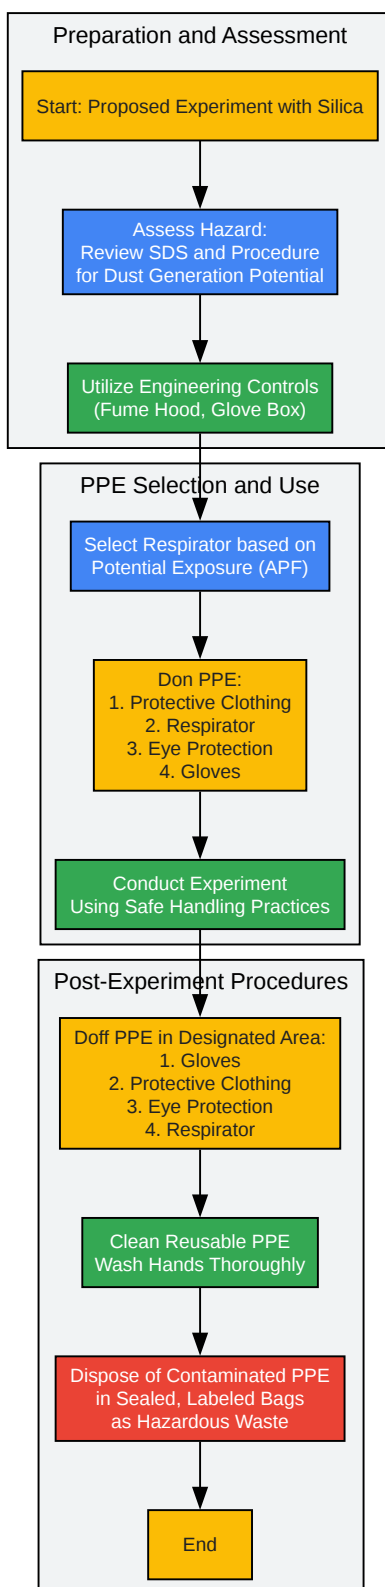 Preparation and Assessment
Start: Proposed Experiment with Silica
Assess Hazard:
Review SDS and Procedure
for Dust Generation Potential
Utilize Engineering Controls
(Fume Hood, Glove Box)
PPE Selection and Use
Select Respirator based on
Potential Exposure (APF)
Don PPE:
1. Protective Clothing
2. Respirator
3. Eye Protection
4. Gloves
Conduct Experiment
Using Safe Handling Practices
Post-Experiment Procedures
Doff PPE in Designated Area:
1. Gloves
2. Protective Clothing
3. Eye Protection
4. Respirator
Clean Reusable PPE
Wash Hands Thoroughly
Dispose of Contaminated PPE
in Sealed, Labeled Bags
as Hazardous Waste
End